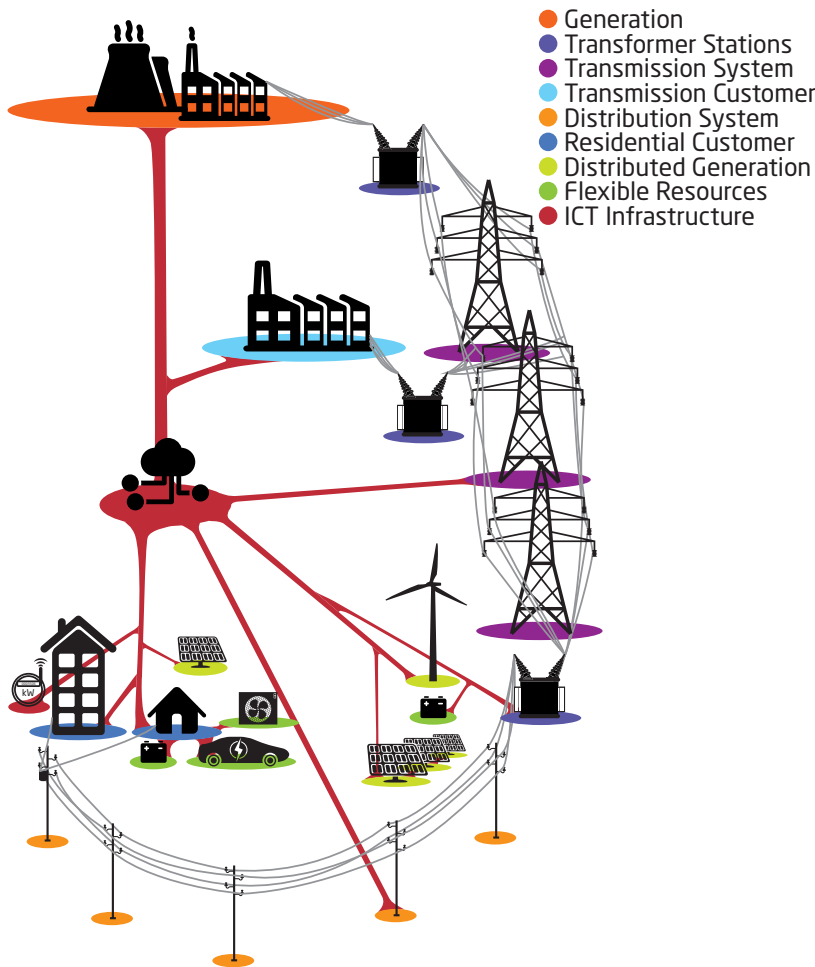 Generation
Transformer Stations
Transmission System
Transmission Customer
Distribution System
Residential Customer
Distributed Generation
Flexible Resources
ICT Infrastructure
kW